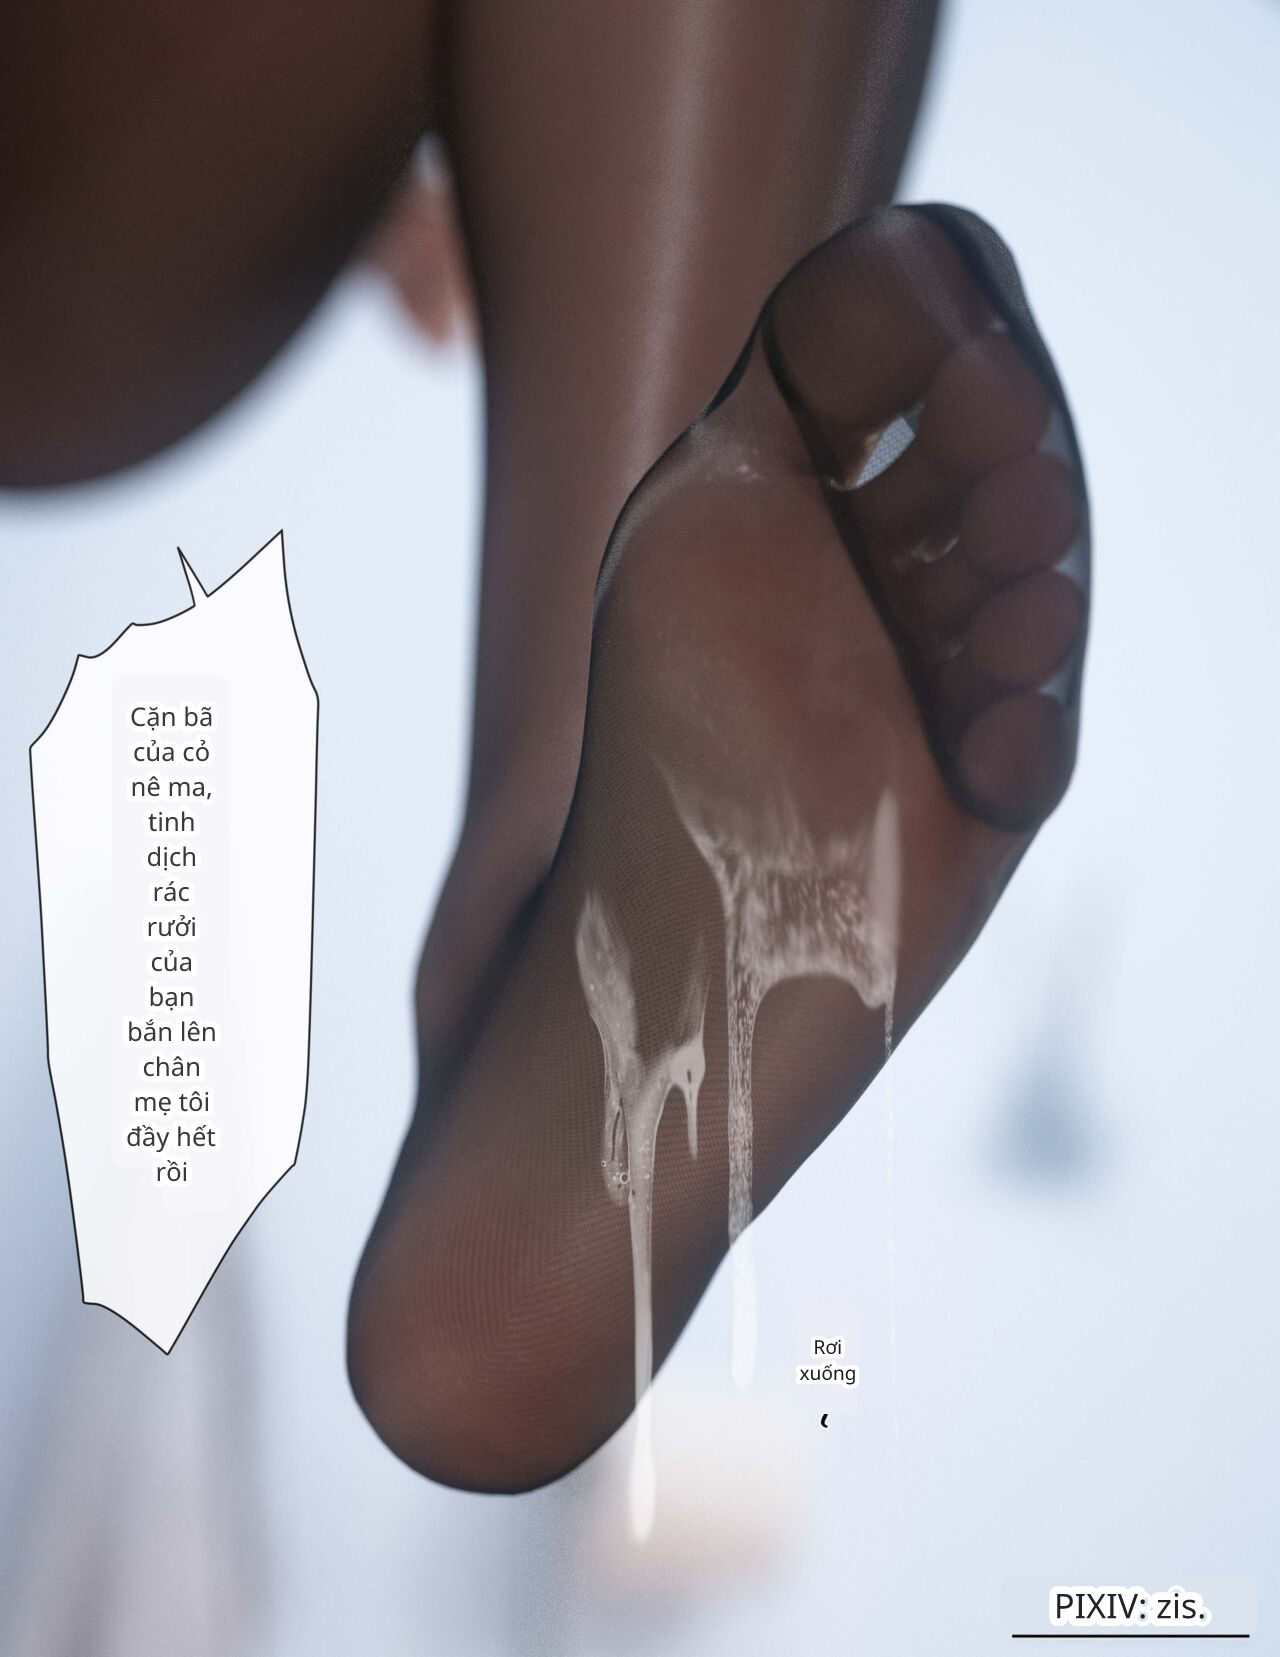 Cặn bã
của cỏ
nê ma,
tinh
dịch
rác
rưởi
của
bạn
bắn lên
chân
mẹ tôi
đầy hết
rồi
Rơi
xuống
PIXIV: zis.